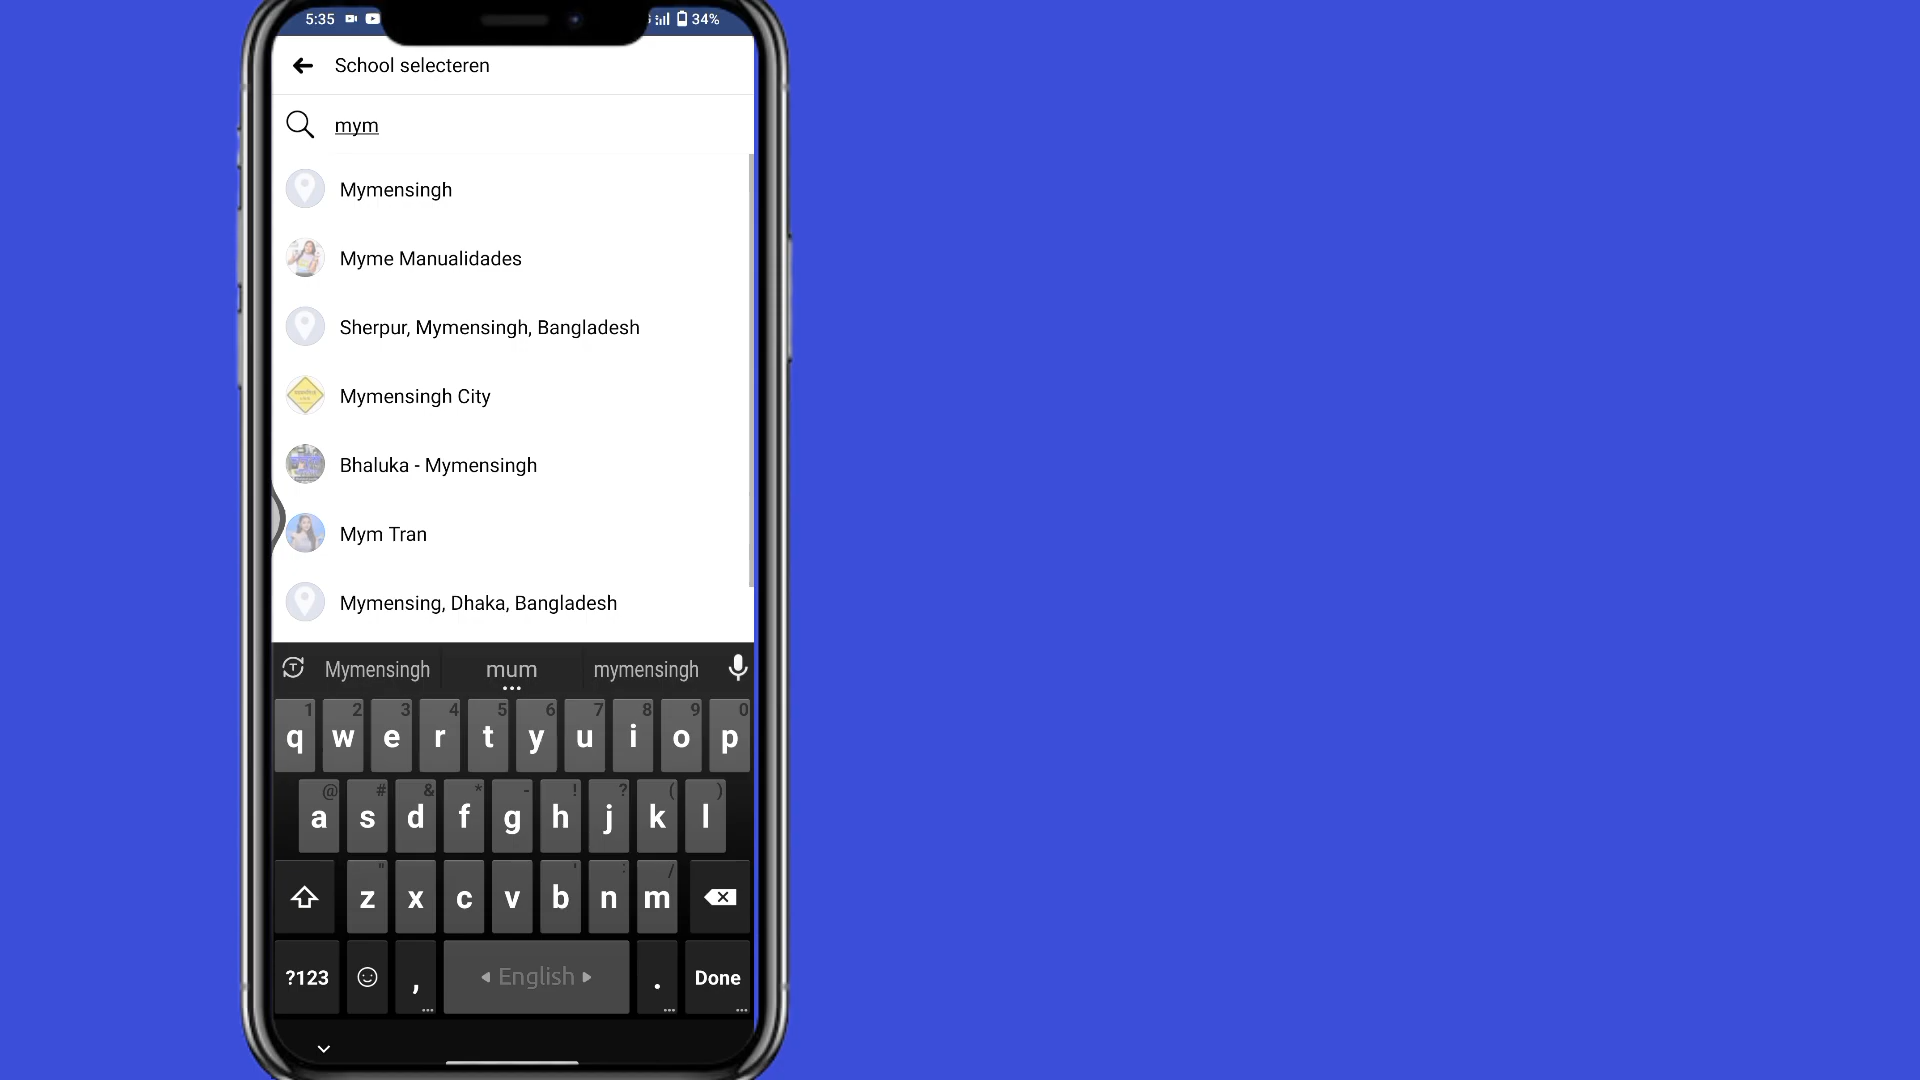 5:35 34%
School selecteren
mym
Mymensingh
Myme Manualidades
Sherpur, Mymensingh, Bangladesh
Mymensingh City
Bhaluka - Mymensingh
Mym Tran
Mymensing, Dhaka, Bangladesh
Mymensingh mum mymensingh
1 2 3 4 5 6 7 8 9 0
q w e r t y u i o p
@ # & * - ! ? ( )
a s d f g h j k l
" ' : /
z x c v b n m
?123 , English . Done